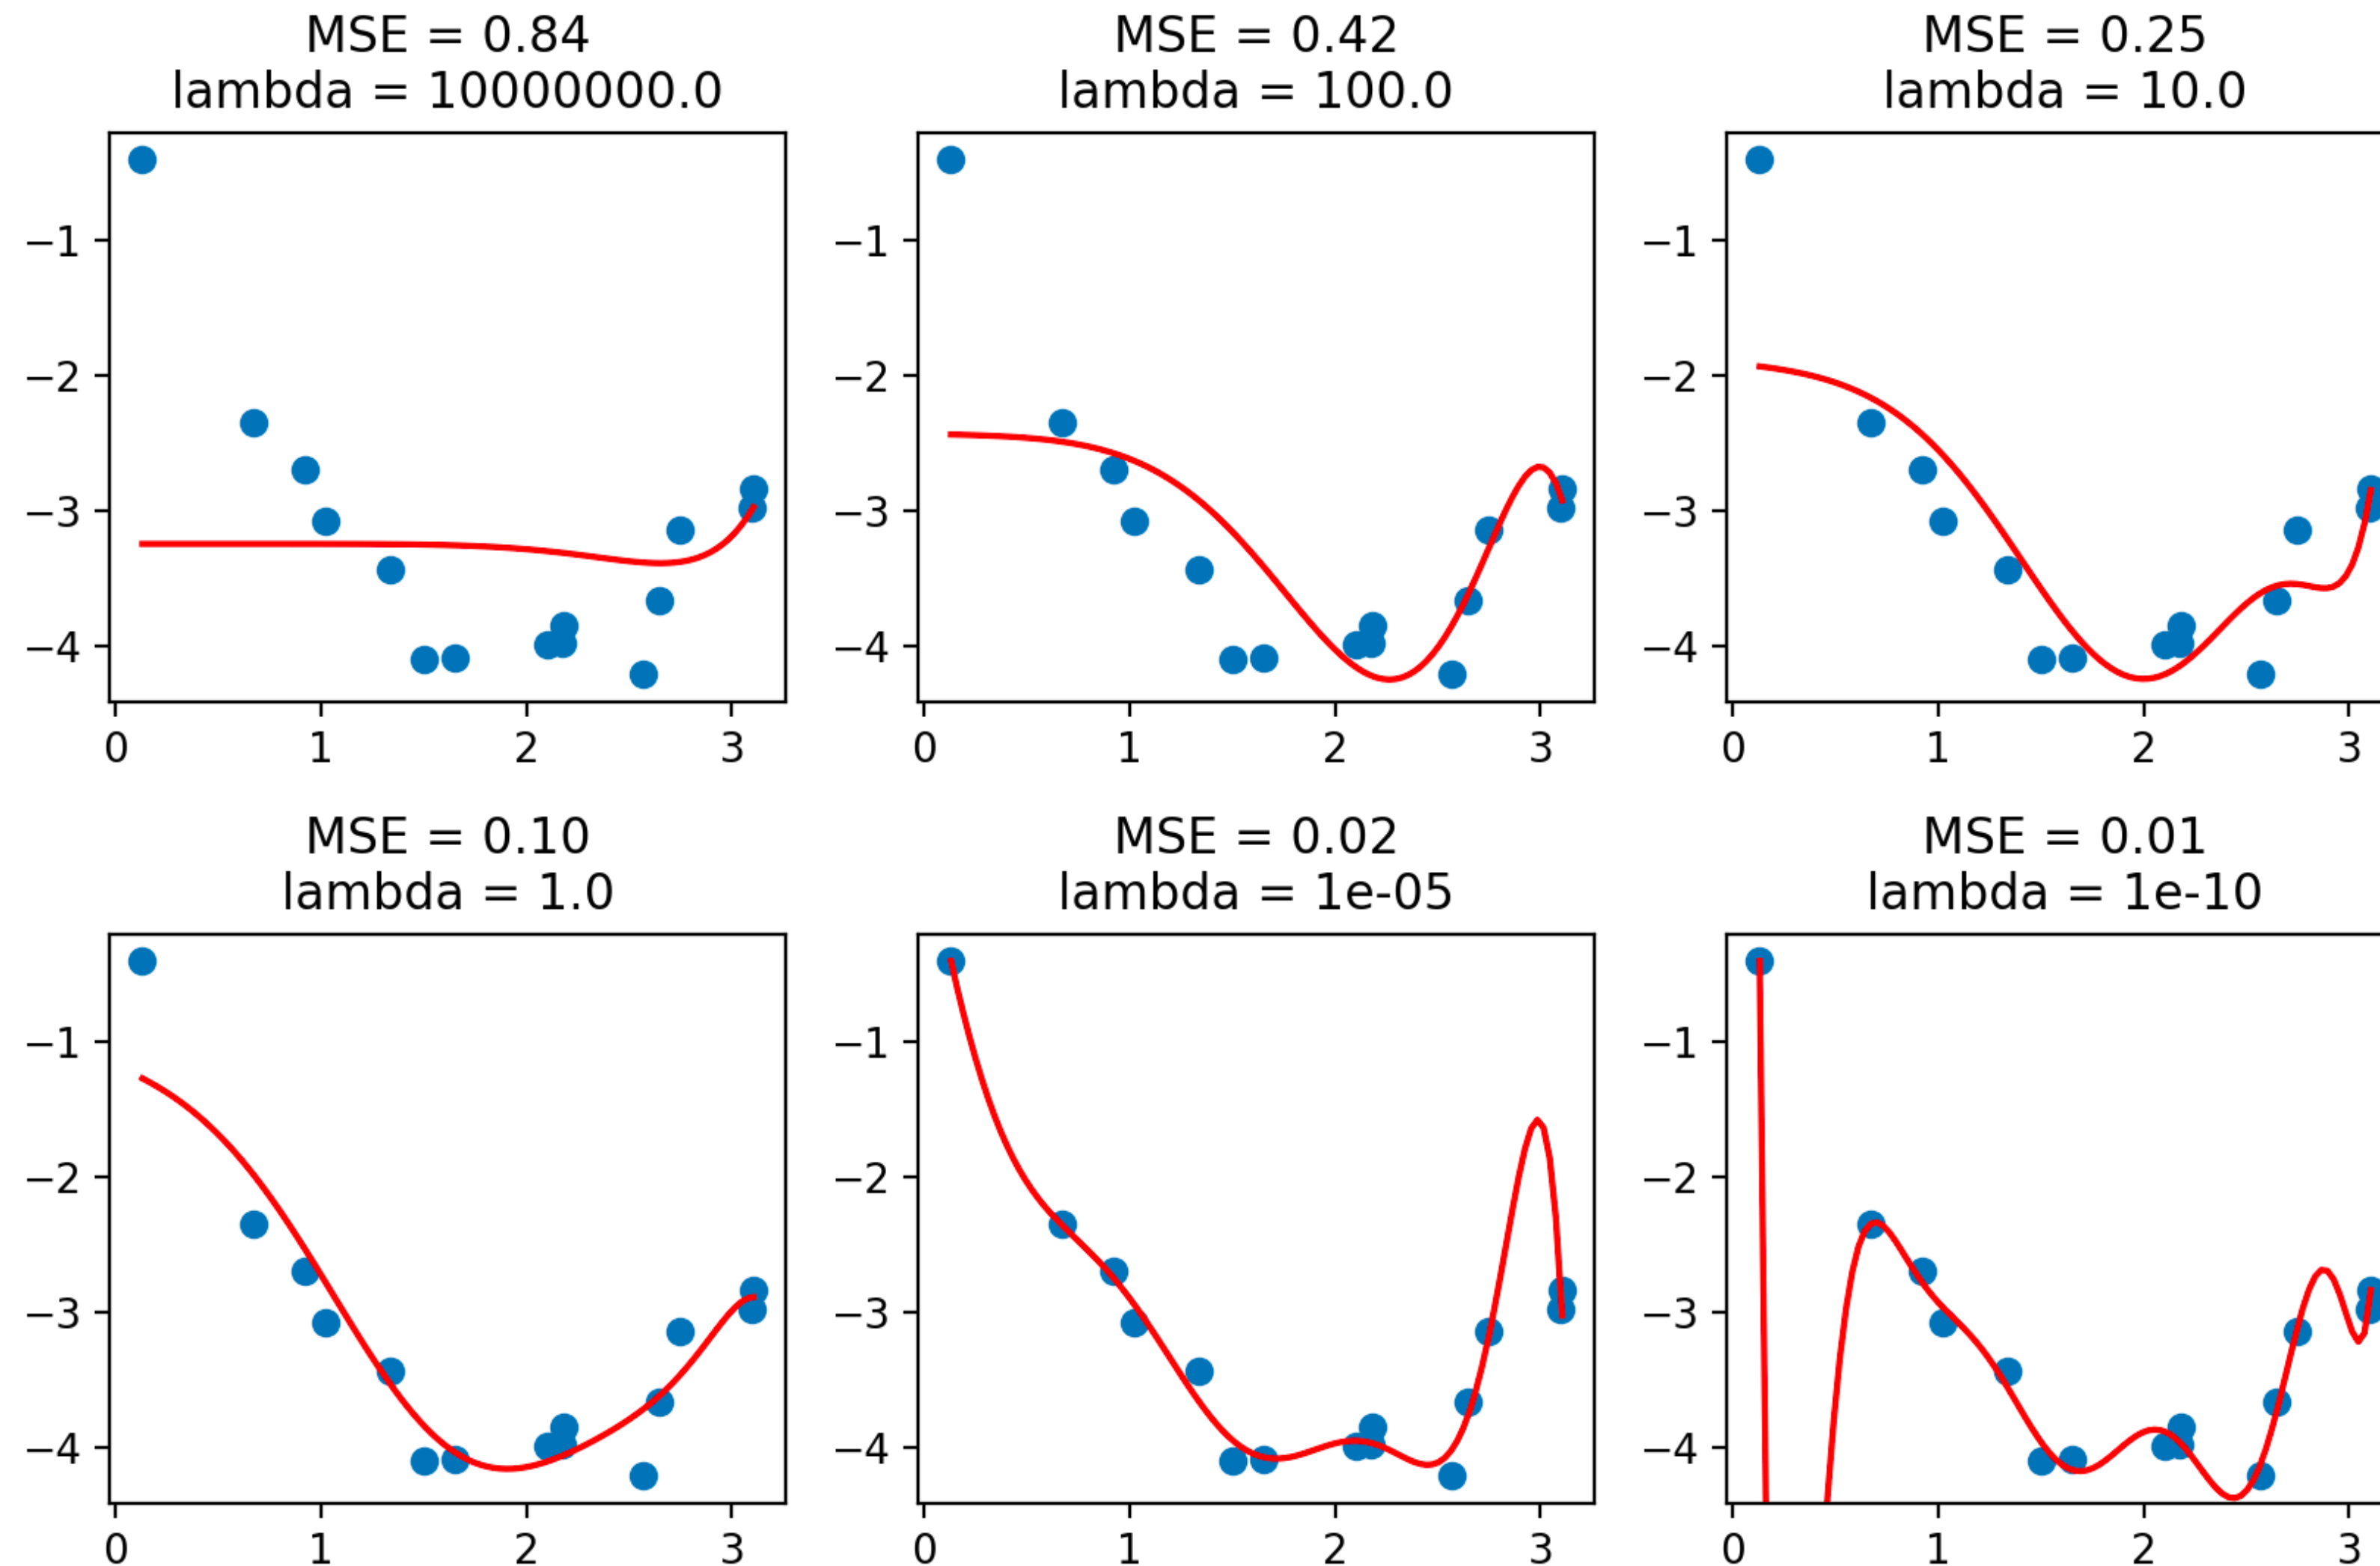 MSE = 0.84
lambda = 10000000.0
MSE = 0.42
lambda = 100.0
MSE = 0.25
lambda = 10.0
−1
−2
−3
−4
0 1 2 3
−1
−2
−3
−4
0 1 2 3
−1
−2
−3
−4
0 1 2 3
MSE = 0.10
lambda = 1.0
MSE = 0.02
lambda = 1e-05
MSE = 0.01
lambda = 1e-10
−1
−2
−3
−4
0 1 2 3
−1
−2
−3
−4
0 1 2 3
−1
−2
−3
−4
0 1 2 3